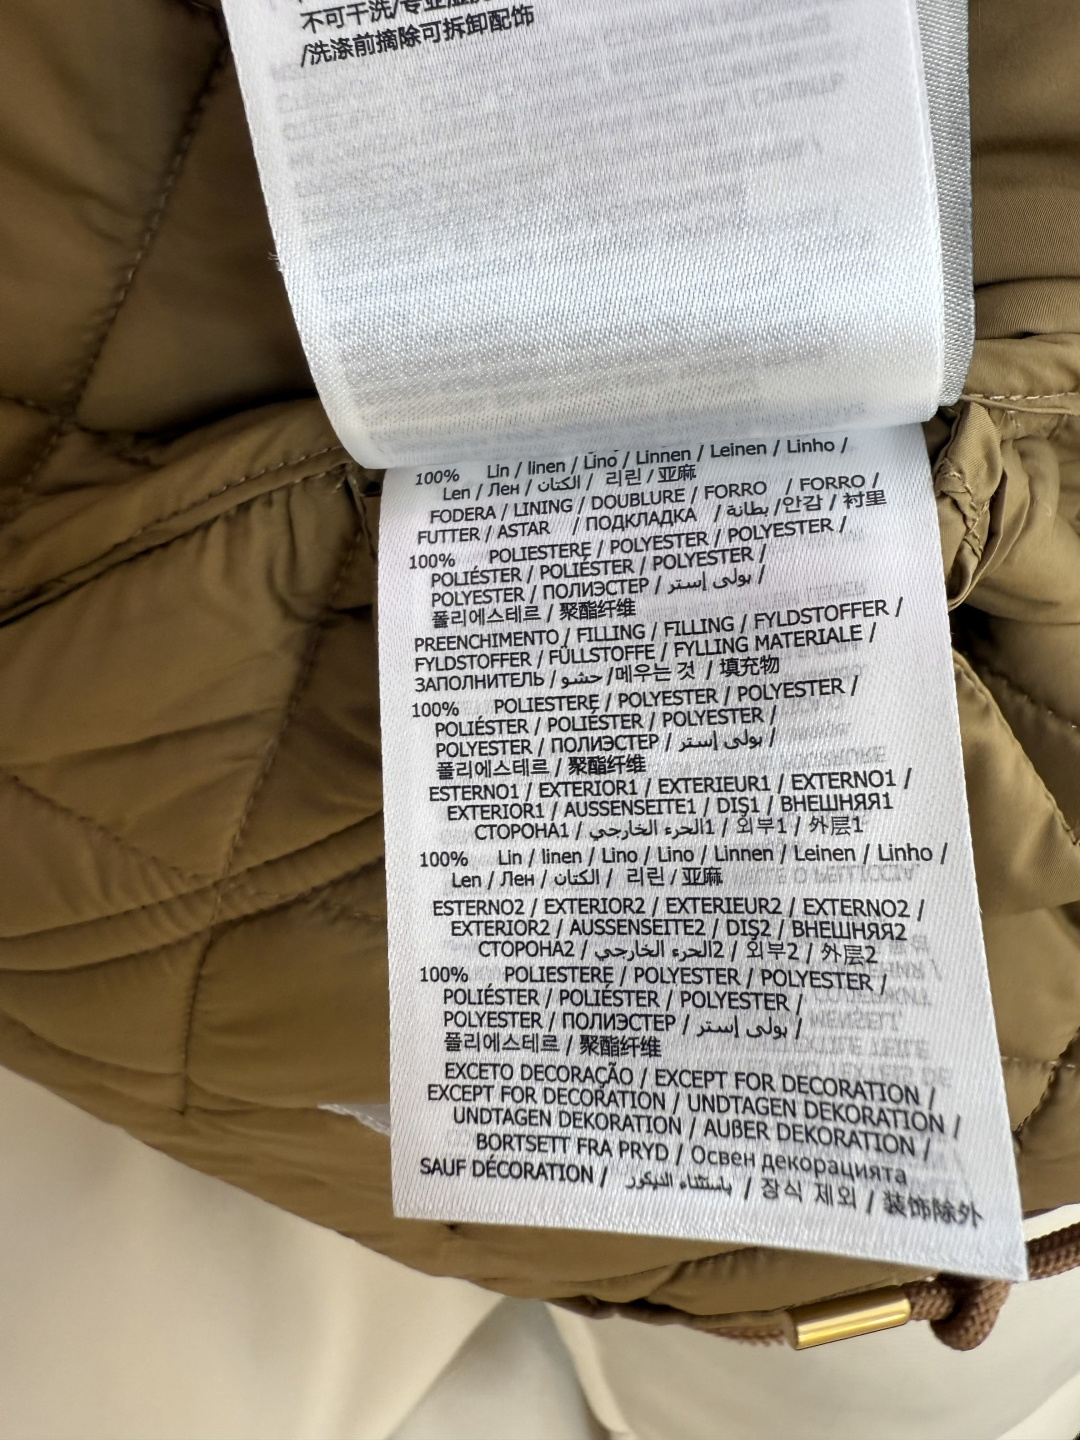 不可干洗/专业湿洗
/洗涤前摘除可拆卸配饰
100% Lin / linen / Lino / Linnen / Leinen / Linho /
Len / Лен / الكتان / 리린 / 亚麻
FODERA / LINING / DOUBLURE / FORRO / FORRO /
FUTTER / ASTAR / ПОДКЛАДКА / بطانة /안감 / 衬里
100% POLIESTERE / POLYESTER / POLYESTER /
POLIÉSTER / POLIÉSTER / POLYESTER /
POLYESTER / ПОЛИЭСТЕР / بولى إستر /
폴리에스테르 / 聚酯纤维
PREENCHIMENTO / FILLING / FILLING / FYLDSTOFFER /
FYLDSTOFFER / FÜLLSTOFFE / FYLLING MATERIALE /
ЗАПОЛНИТЕЛЬ / حشو /메우는 것 / 填充物
100% POLIESTERE / POLYESTER / POLYESTER /
POLIÉSTER / POLIÉSTER / POLYESTER /
POLYESTER / ПОЛИЭСТЕР / بولى إستر /
폴리에스테르 / 聚酯纤维
ESTERNO1 / EXTERIOR1 / EXTERIEUR1 / EXTERNO1 /
EXTERIOR1 / AUSSENSEITE1 / DIŞ1 / ВНЕШНЯЯ1
СТОРОНА1 / الجزء الخارجي1 / 외부1 / 外层1
100% Lin / linen / Lino / Lino / Linnen / Leinen / Linho /
Len / Лен / الكتان / 리린 / 亚麻
ESTERNO2 / EXTERIOR2 / EXTERIEUR2 / EXTERNO2 /
EXTERIOR2 / AUSSENSEITE2 / DIŞ2 / ВНЕШНЯЯ2
СТОРОНА2 / الجزء الخارجي2 / 외부2 / 外层2
100% POLIESTERE / POLYESTER / POLYESTER /
POLIÉSTER / POLIÉSTER / POLYESTER /
POLYESTER / ПОЛИЭСТЕР / بولى إستر /
폴리에스테르 / 聚酯纤维
EXCETO DECORAÇÃO / EXCEPT FOR DECORATION /
EXCEPT FOR DECORATION / UNDTAGEN DEKORATION /
UNDTAGEN DEKORATION / AUßER DEKORATION /
BORTSETT FRA PRYD / Освен декорацията
SAUF DÉCORATION / باستثناء الديكور / 장식 제외 / 装饰除外